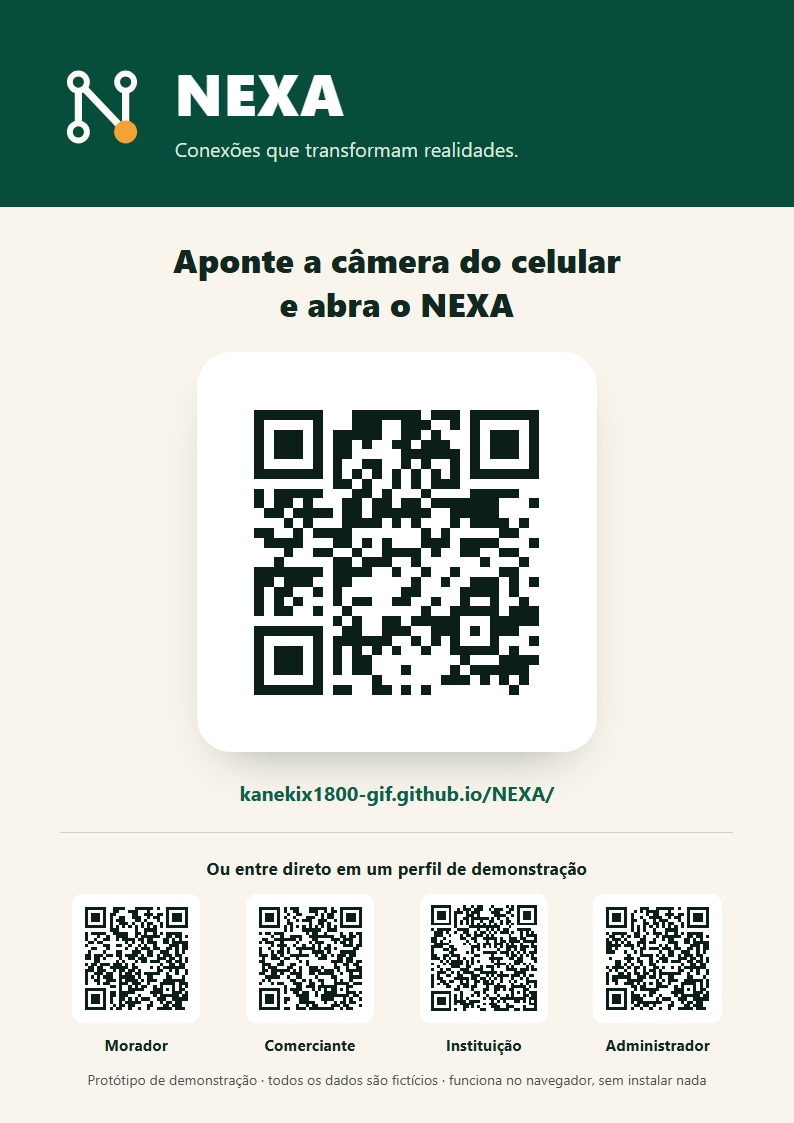 NEXA
Conexões que transformam realidades.
Aponte a câmera do celular
e abra o NEXA
kanekix1800-gif.github.io/NEXA/
Ou entre direto em um perfil de demonstração
Morador
Comerciante
Instituição
Administrador
Protótipo de demonstração · todos os dados são fictícios · funciona no navegador, sem instalar nada